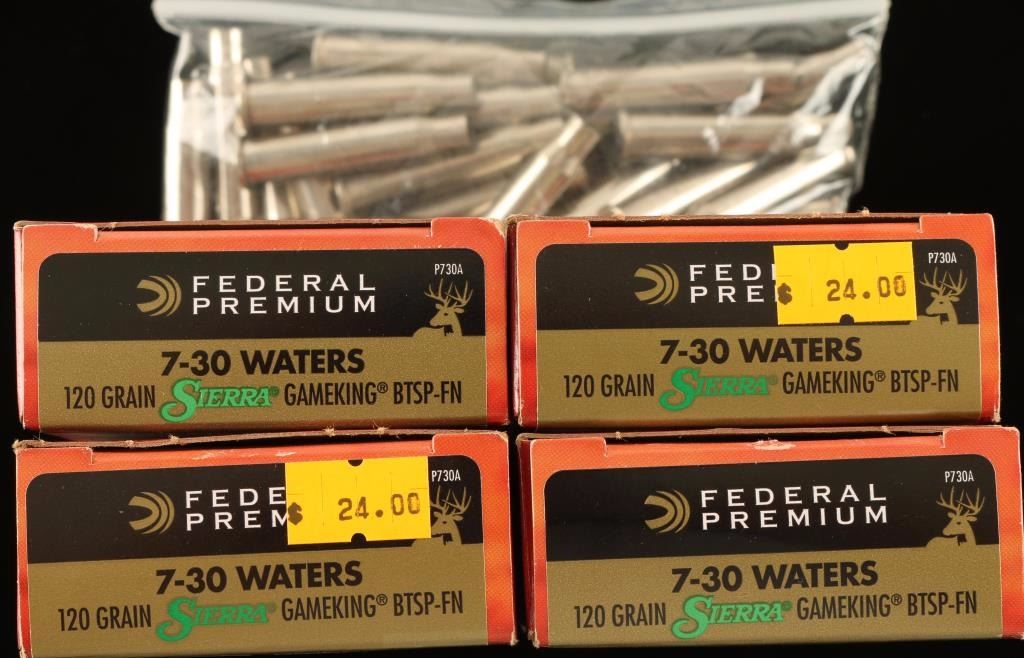 P730A
FEDERAL
PREMIUM
7-30 WATERS
120 GRAIN SIERRA® GAMEKING® BTSP-FN
P730A
FED
PRE
$ 24.00
7-30 WATERS
120 GRAIN SIERRA® GAMEKING® BTSP-FN
P730A
FEDE
PREM
$ 24.00
7-30 WATERS
120 GRAIN SIERRA® GAMEKING® BTSP-FN
P730A
FEDERAL
PREMIUM
7-30 WATERS
120 GRAIN SIERRA® GAMEKING® BTSP-FN